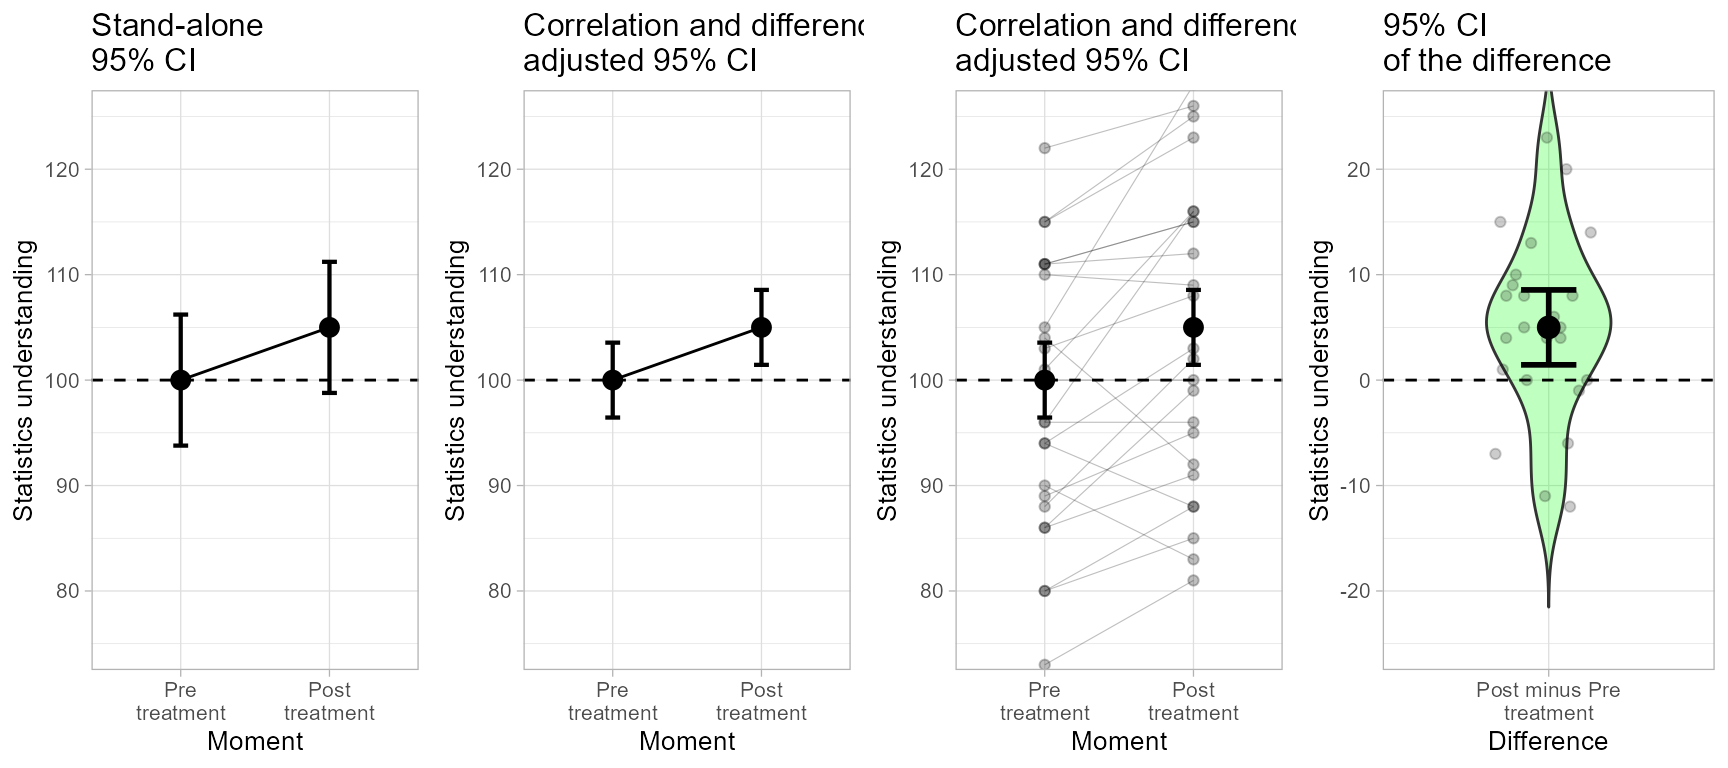 Stand-alone
95% CI
120
110
100
90
80
Statistics understanding
Pre
treatment
Post
treatment
Moment
Correlation and differenc
adjusted 95% CI
120
110
100
90
80
Statistics understanding
Pre
treatment
Post
treatment
Moment
Correlation and differenc
adjusted 95% CI
120
110
100
90
80
Statistics understanding
Pre
treatment
Post
treatment
Moment
95% CI
of the difference
20
10
0
-10
-20
Statistics understanding
Post minus Pre
treatment
Difference